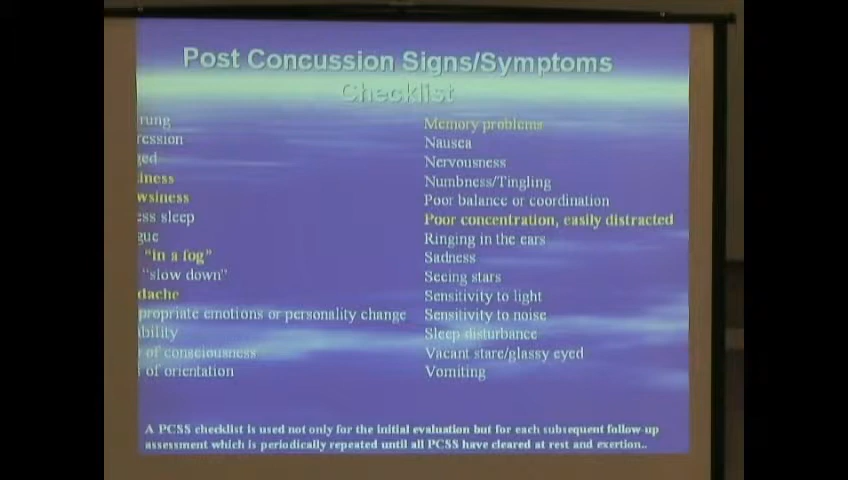 Post Concussion Signs/Symptoms
Checklist
rung
ression
ged
iness
wsiness
ess sleep
gue
"in a fog"
"slow down"
dache
propriate emotions or personality change
bility
of consciousness
of orientation
Memory problems
Nausea
Nervousness
Numbness/Tingling
Poor balance or coordination
Poor concentration, easily distracted
Ringing in the ears
Sadness
Seeing stars
Sensitivity to light
Sensitivity to noise
Sleep disturbance
Vacant stare/glassy eyed
Vomiting
A PCSS checklist is used not only for the initial evaluation but for each subsequent follow-up
assessment which is periodically repeated until all PCSS have cleared at rest and exertion..